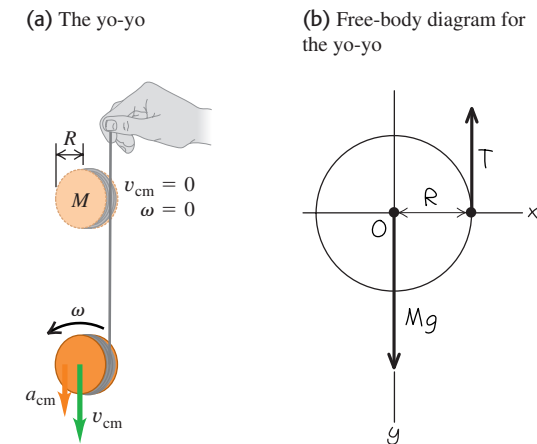 (a) The yo-yo
R
M
v_cm = 0
ω = 0
ω
a_cm
v_cm
(b) Free-body diagram for
the yo-yo
T
R
x
O
Mg
y